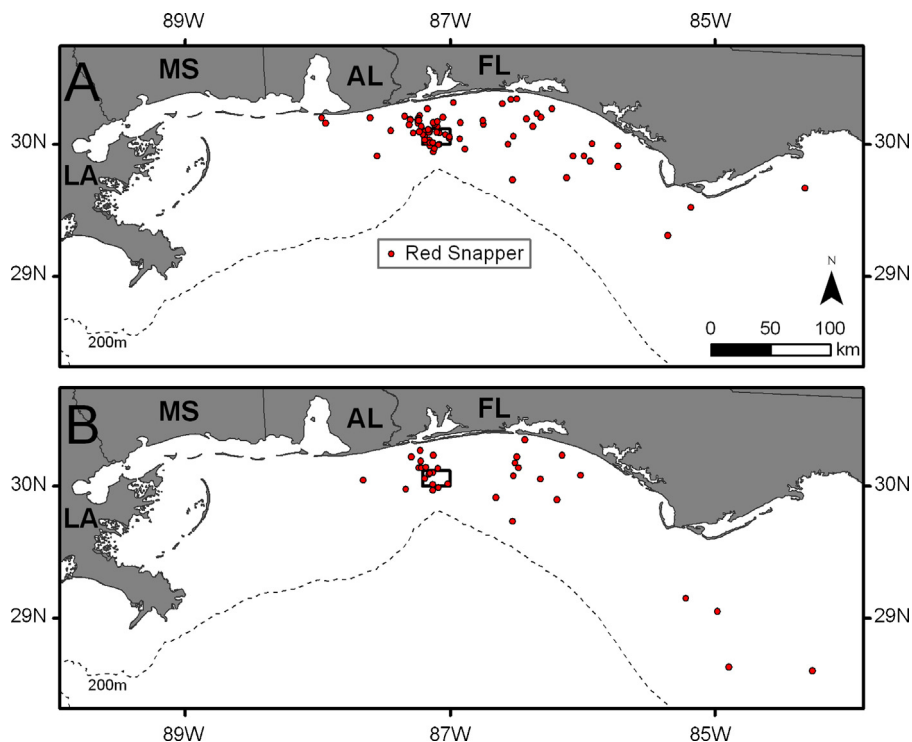 89W 87W 85W
A MS AL FL
30N 30N
LA
Red Snapper
29N 29N
N
0 50 100
km
200m
B MS AL FL
30N 30N
LA
29N 29N
200m
89W 87W 85W